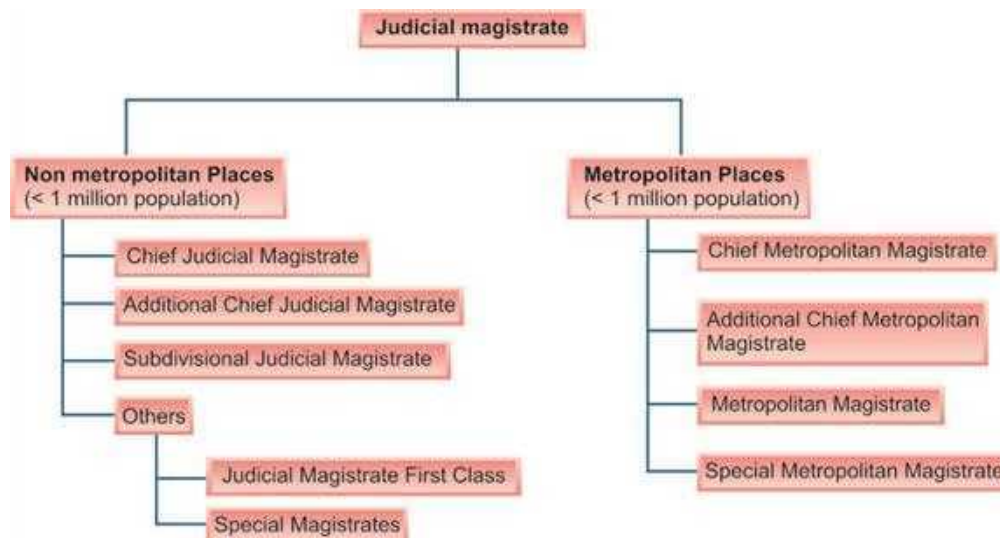 Judicial magistrate
Non metropolitan Places
(< 1 million population)
Chief Judicial Magistrate
Additional Chief Judicial Magistrate
Subdivisional Judicial Magistrate
Others
Judicial Magistrate First Class
Special Magistrates
Metropolitan Places
(< 1 million population)
Chief Metropolitan Magistrate
Additional Chief Metropolitan
Magistrate
Metropolitan Magistrate
Special Metropolitan Magistrate